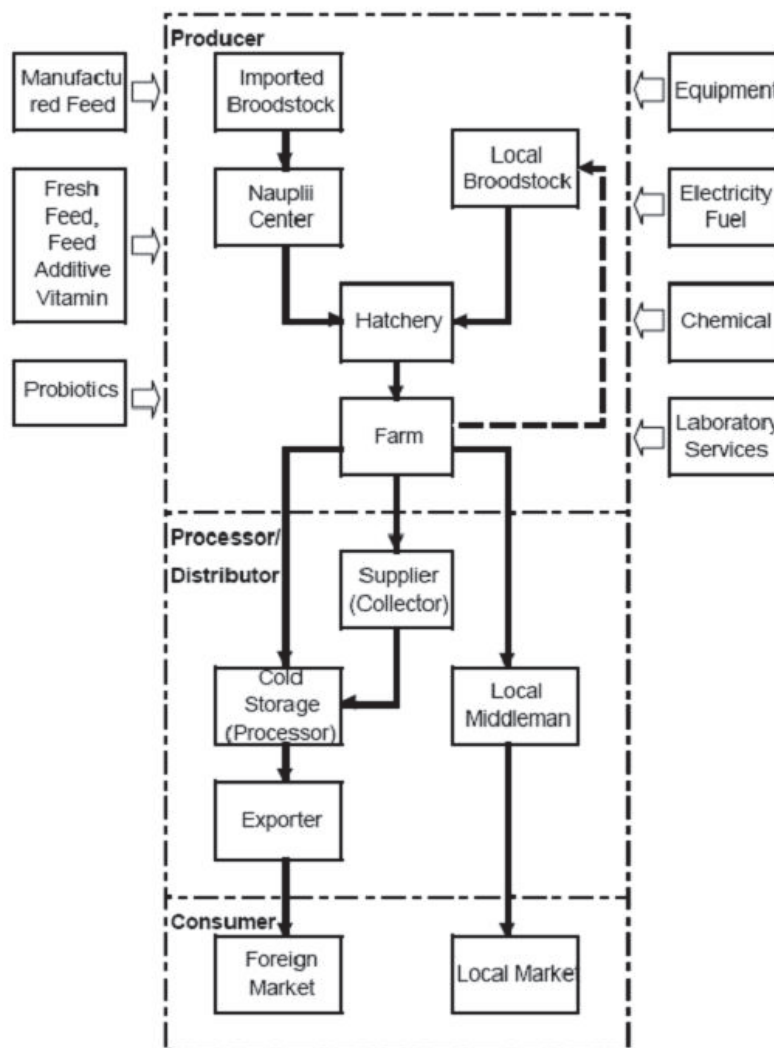 Producer
Manufactu
red Feed
Imported
Broodstock
Equipment
Local
Broodstock
Fresh
Feed,
Feed
Additive
Vitamin
Nauplii
Center
Electricity
Fuel
Hatchery
Chemical
Probiotics
Farm
Laboratory
Services
Processor/
Distributor
Supplier
(Collector)
Cold
Storage
(Processor)
Local
Middleman
Exporter
Consumer
Foreign
Market
Local Market